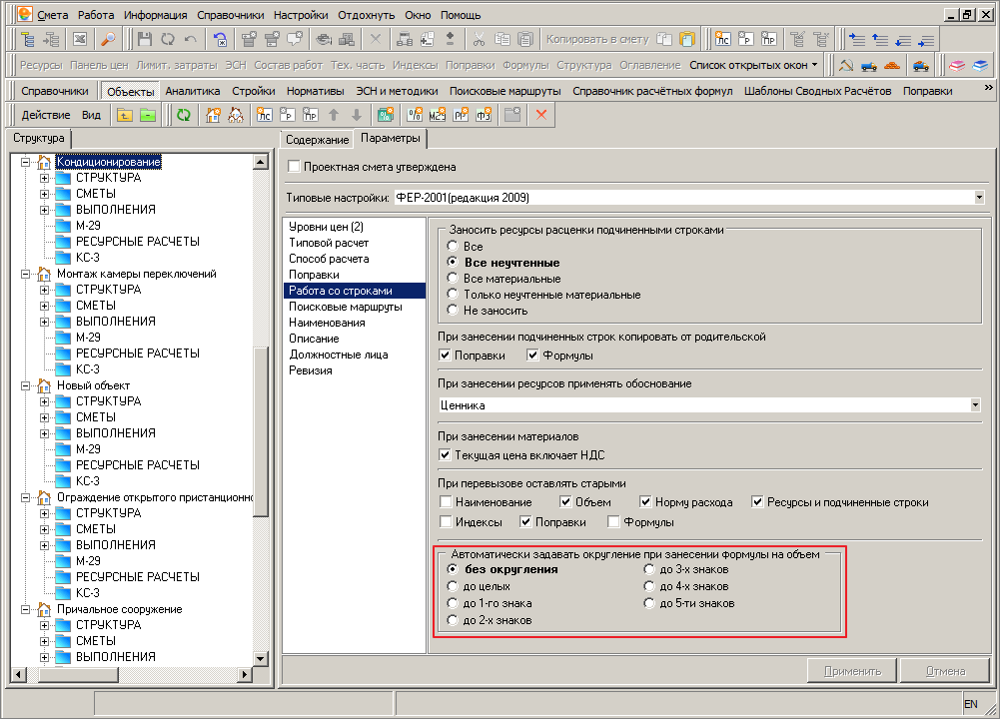 Смета Работа Информация Справочники Настройки Отдохнуть Окно Помощь
Копировать в смету ЛС Р ПР
Ресурсы Панель цен Лимит. затраты ЭСН Состав работ Тех. часть Индексы Поправки Формулы Структура Оглавление Список открытых окон
Справочники Объекты Аналитика Стройки Нормативы ЭСН и методики Поисковые маршруты Справочник расчётных формул Шаблоны Сводных Расчётов Поправки »
Действие Вид ЛС Р ПР % % М29 РР ФЗ
Структура
Кондиционирование
СТРУКТУРА
СМЕТЫ
ВЫПОЛНЕНИЯ
М-29
РЕСУРСНЫЕ РАСЧЕТЫ
КС-3
Монтаж камеры переключений
СТРУКТУРА
СМЕТЫ
ВЫПОЛНЕНИЯ
М-29
РЕСУРСНЫЕ РАСЧЕТЫ
КС-3
Новый объект
СТРУКТУРА
СМЕТЫ
ВЫПОЛНЕНИЯ
М-29
РЕСУРСНЫЕ РАСЧЕТЫ
КС-3
Ограждение открытого пристанционно
СТРУКТУРА
СМЕТЫ
ВЫПОЛНЕНИЯ
М-29
РЕСУРСНЫЕ РАСЧЕТЫ
КС-3
Причальное сооружение
СТРУКТУРА
СМЕТЫ
ВЫПОЛНЕНИЯ
Содержание Параметры
Проектная смета утверждена
Типовые настройки: ФЕР-2001(редакция 2009)
Уровни цен (2)
Типовой расчет
Способ расчета
Поправки
Работа со строками
Поисковые маршруты
Наименования
Описание
Должностные лица
Ревизия
Заносить ресурсы расценки подчиненными строками
Все
Все неучтенные
Все материальные
Только неучтенные материальные
Не заносить
При занесении подчиненных строк копировать от родительской
Поправки Формулы
При занесении ресурсов применять обоснование
Ценника
При занесении материалов
Текущая цена включает НДС
При перевызове оставлять старыми
Наименование Объем Норму расхода Ресурсы и подчиненные строки
Индексы Поправки Формулы
Автоматически задавать округление при занесении формулы на объем
без округления до 3-х знаков
до целых до 4-х знаков
до 1-го знака до 5-ти знаков
до 2-х знаков
Применить Отмена
EN